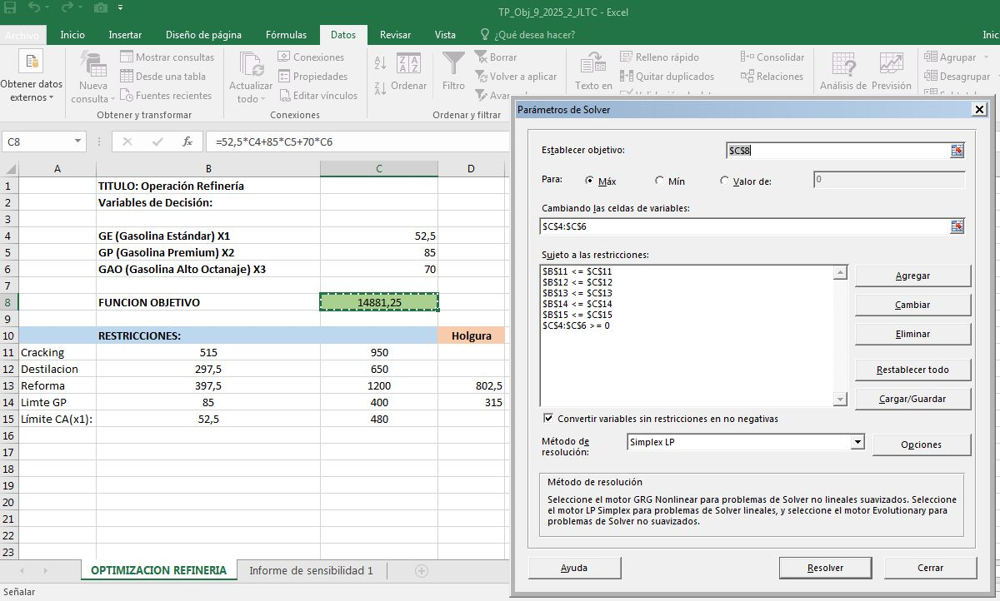 TP_Obj_9_2025_2_JLTC - Excel
Archivo Inicio Insertar Diseño de página Fórmulas Datos Revisar Vista ¿Qué desea hacer? Inic
Obtener datos externos
Nueva consulta
Mostrar consultas
Desde una tabla
Fuentes recientes
Obtener y transformar
Actualizar todo
Conexiones
Propiedades
Editar vínculos
Conexiones
Ordenar
Filtro
Borrar
Volver a aplicar
Ordenar y filtrar
Texto en
Relleno rápido
Quitar duplicados
Consolidar
Relaciones
Análisis de
Previsión
Agrupar
Desagrupar
C8 fx =52,5*C4+85*C5+70*C6
A B C D
1 TITULO: Operación Refinería
2 Variables de Decisión:
3
4 GE (Gasolina Estándar) X1 52,5
5 GP (Gasolina Premium) X2 85
6 GAO (Gasolina Alto Octanaje) X3 70
7
8 FUNCION OBJETIVO 14881,25
9
10 RESTRICCIONES: Holgura
11 Cracking 515 950
12 Destilacion 297,5 650
13 Reforma 397,5 1200 802,5
14 Limte GP 85 400 315
15 Límite CA(x1): 52,5 480
16
17
18
19
20
21
22
23
OPTIMIZACION REFINERIA Informe de sensibilidad 1
Señalar
Parámetros de Solver
Establecer objetivo: $C$8
Para: Máx Mín Valor de: 0
Cambiando las celdas de variables:
$C$4:$C$6
Sujeto a las restricciones:
$B$11 <= $C$11
$B$12 <= $C$12
$B$13 <= $C$13
$B$14 <= $C$14
$B$15 <= $C$15
$C$4:$C$6 >= 0
Agregar
Cambiar
Eliminar
Restablecer todo
Cargar/Guardar
Convertir variables sin restricciones en no negativas
Método de
resolución:
Simplex LP
Opciones
Método de resolución
Seleccione el motor GRG Nonlinear para problemas de Solver no lineales suavizados. Seleccione
el motor LP Simplex para problemas de Solver lineales, y seleccione el motor Evolutionary para
problemas de Solver no suavizados.
Ayuda Resolver Cerrar